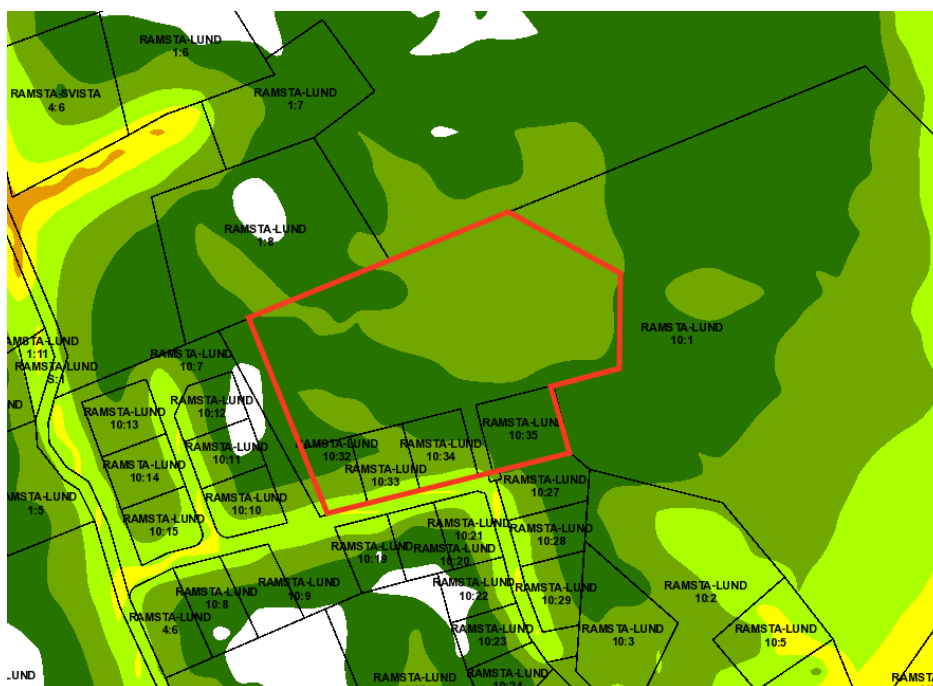 RAMSTA-LUND
1:6
RAMSTA-SVISTA
4:6
RAMSTA-LUND
1:7
RAMSTA-LUND
1:8
RAMSTA-LUND
10:1
AMSTA-LUND
1:11
RAMSTA-LUND
S:1
RAMSTA-LUND
10:7
ND
RAMSTA-LUND
10:13
RAMSTA-LUND
10:12
RAMSTA-LUND
10:11
RAMSTA-LUND
10:14
RAMSTA-LUND
10:10
RAMSTA-LUND
10:15
AMSTA-LUND
1:5
RAMSTA-LUND
10:32
RAMSTA-LUND
10:33
RAMSTA-LUND
10:34
RAMSTA-LUND
10:35
RAMSTA-LUND
10:27
RAMSTA-LUND
10:21
RAMSTA-LUND
10:28
RAMSTA-LUND
10:19
RAMSTA-LUND
10:20
RAMSTA-LUND
10:8
RAMSTA-LUND
10:9
RAMSTA-LUND
4:6
RAMSTA-LUND
10:22
RAMSTA-LUND
10:29
RAMSTA-LUND
10:2
RAMSTA-LUND
10:23
RAMSTA-LUND
10:3
RAMSTA-LUND
10:5
RAMSTA-LUND
10:24
RAMSTA-LUND
.LUND
RAMST